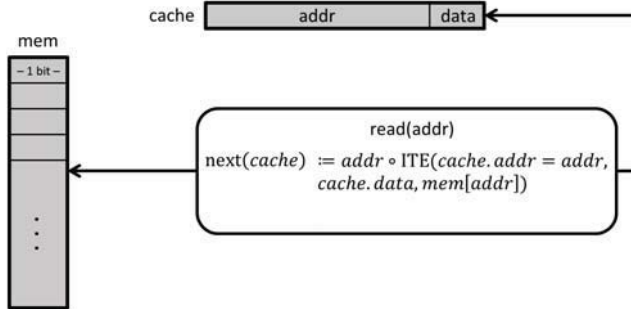 cache addr data
mem
– 1 bit –
read(addr)
next(cache) := addr ∘ ITE(cache.addr = addr,
cache.data, mem[addr])